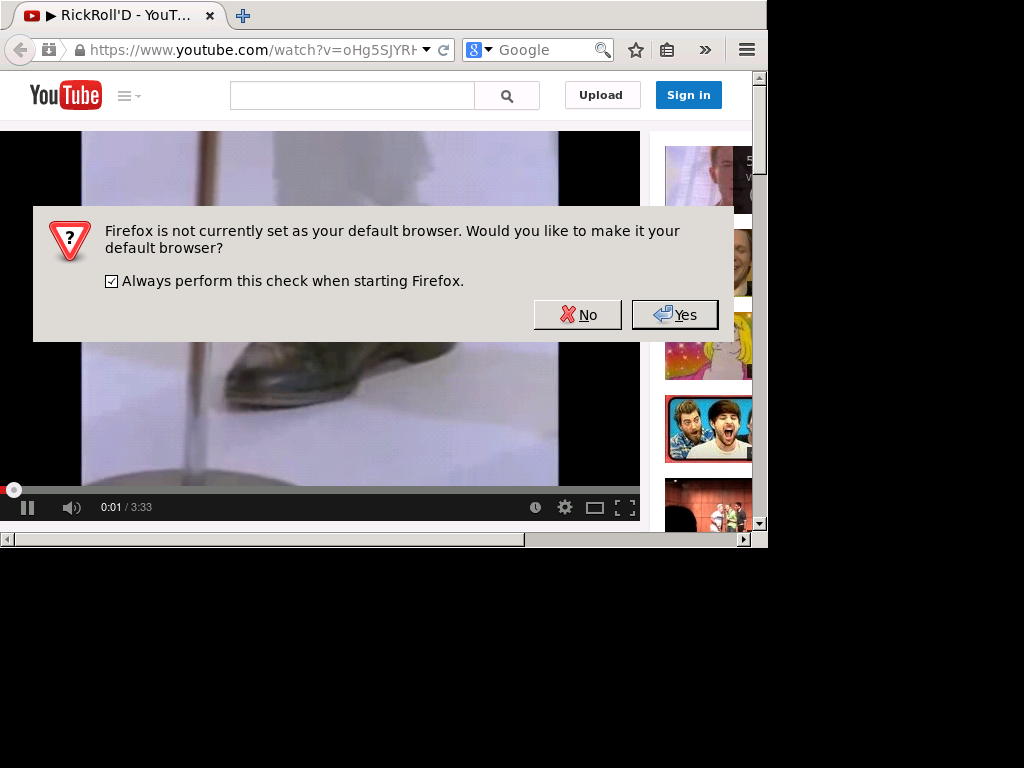 ▶ RickRoll'D - YouT...
https://www.youtube.com/watch?v=oHg5SJYRH
Google
YouTube
Upload
Sign in
Firefox is not currently set as your default browser. Would you like to make it your
default browser?
Always perform this check when starting Firefox.
No
Yes
0:01 / 3:33